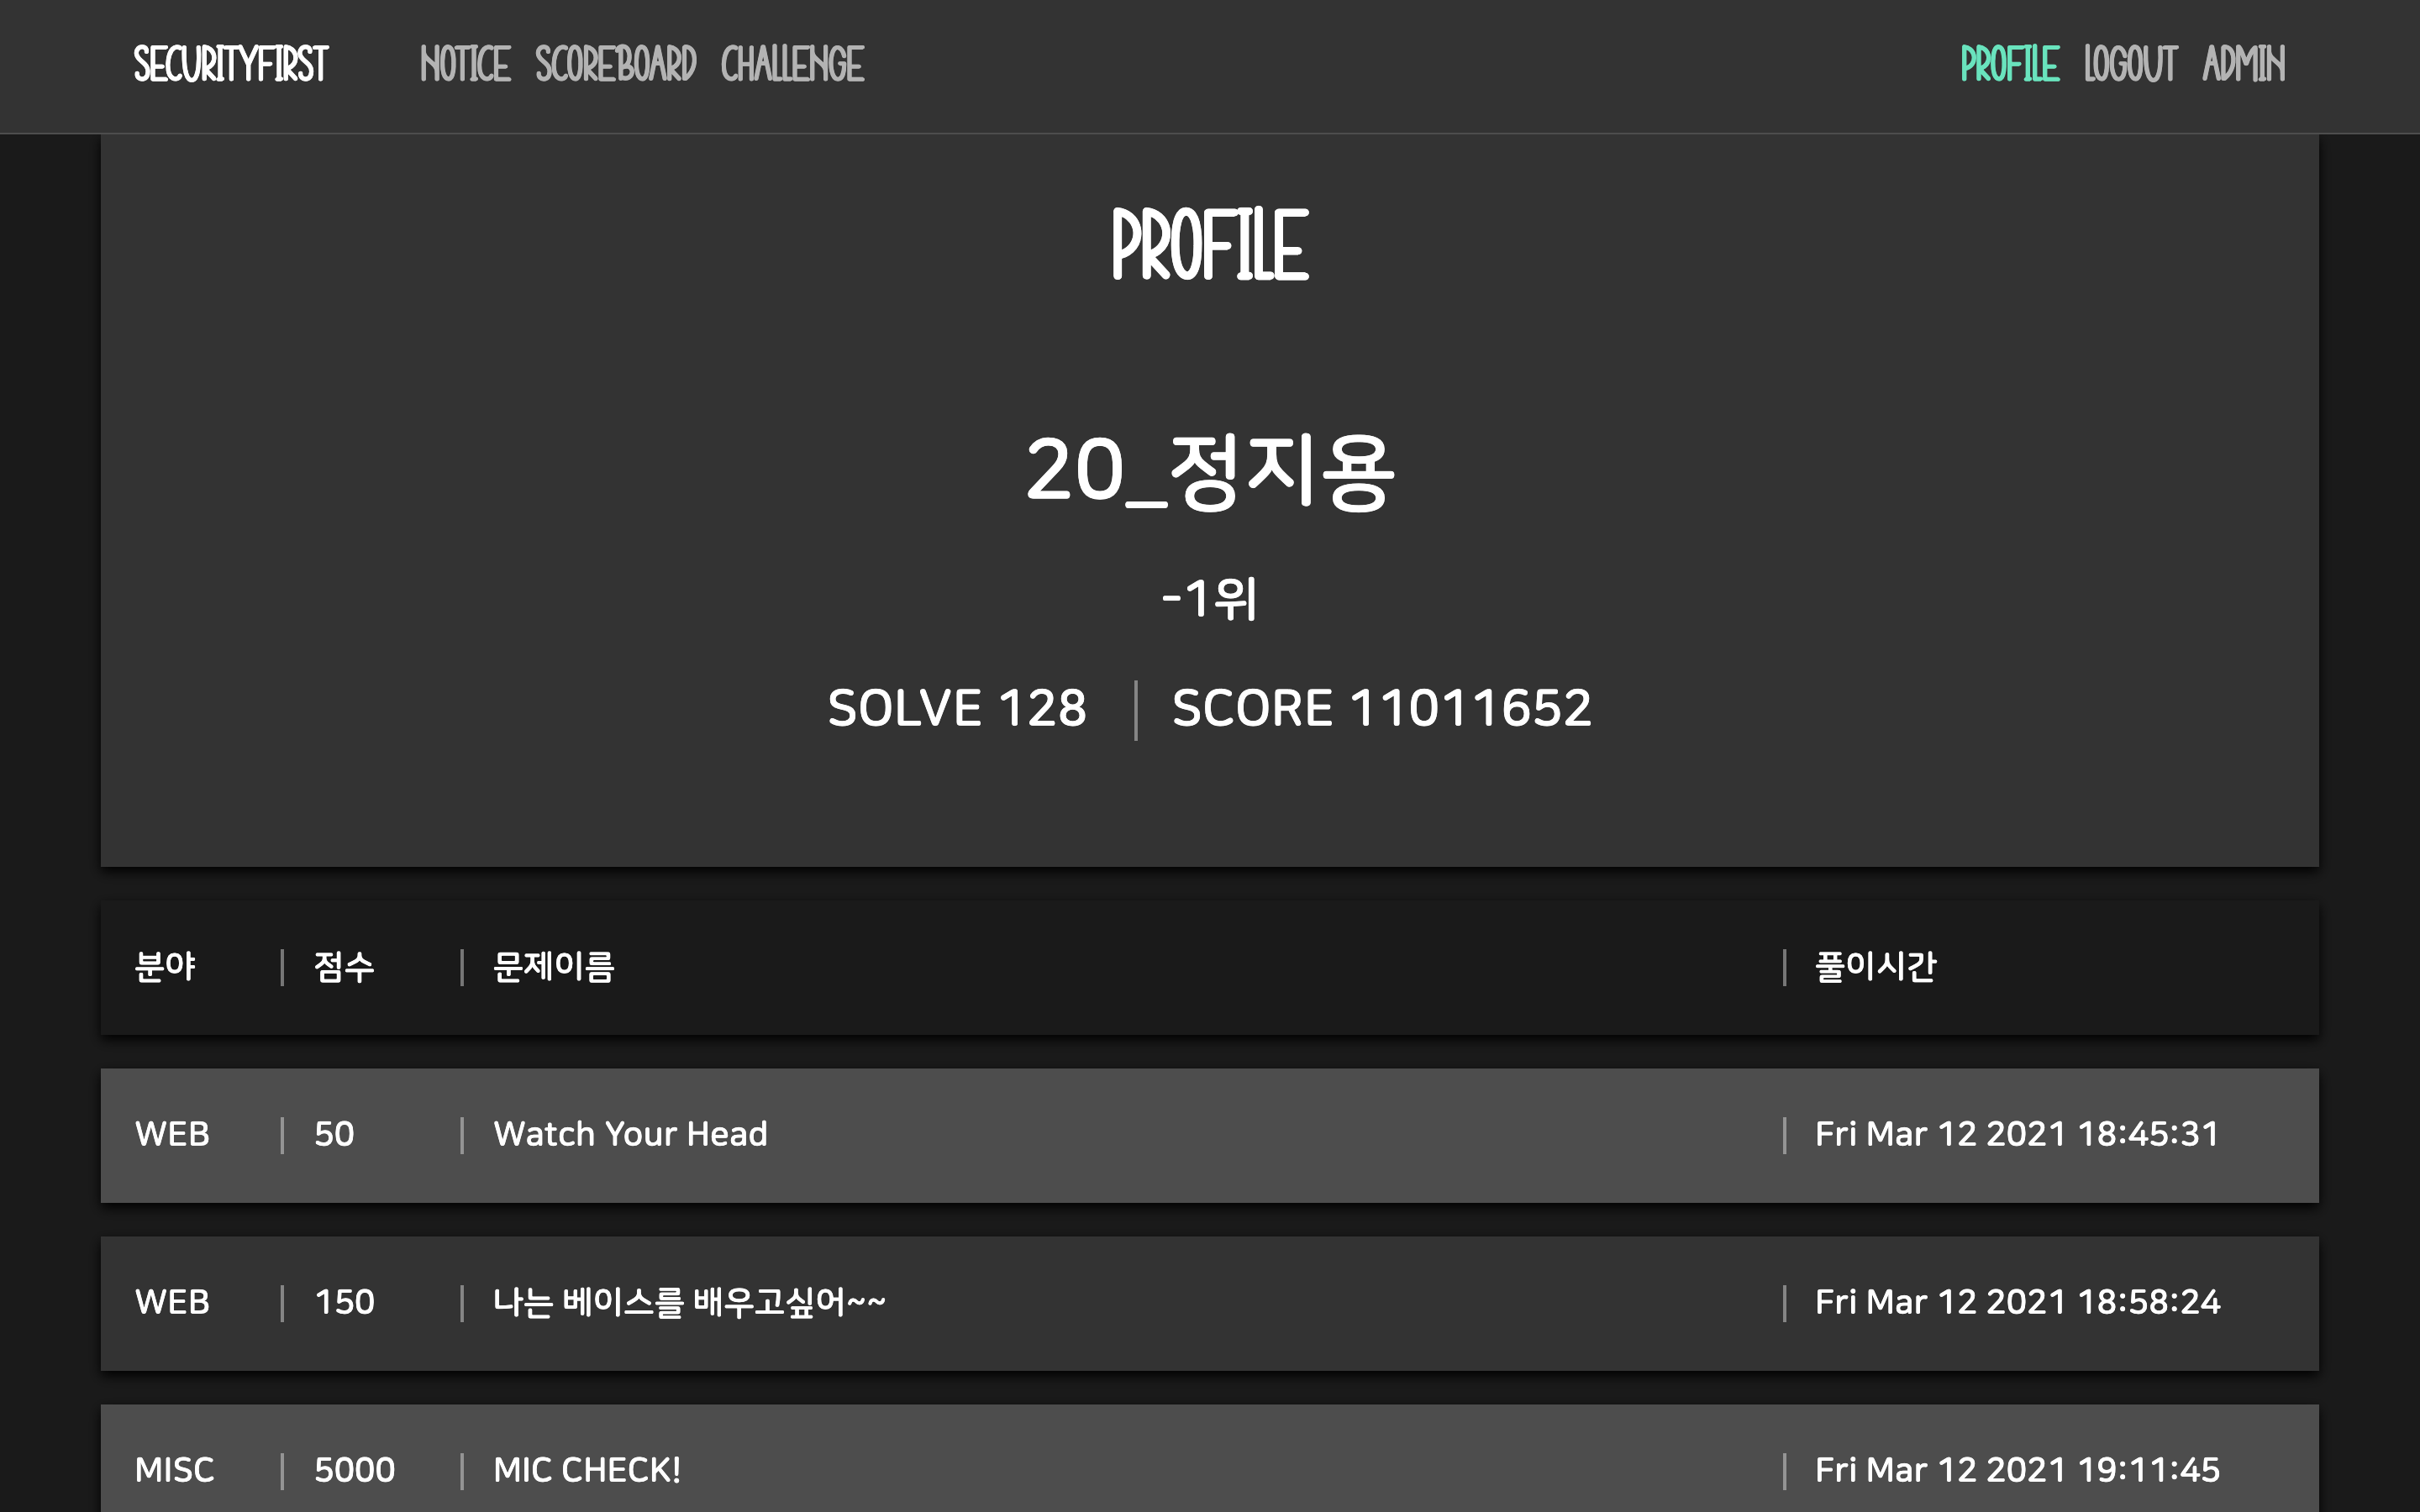 SECURITYFIRST NOTICE SCOREBOARD CHALLENGE PROFILE LOGOUT ADMIN
PROFILE
20_정지용
-1위
SOLVE 128 | SCORE 11011652
분야 | 점수 |문제이름 | 풀이시간
WEB | 50 | Watch Your Head | Fri Mar 12 2021 18:45:31
WEB | 150 | 나는 베이스를 배우고싶어~~ | Fri Mar 12 2021 18:58:24
MISC | 5000 | MIC CHECK! | Fri Mar 12 2021 19:11:45